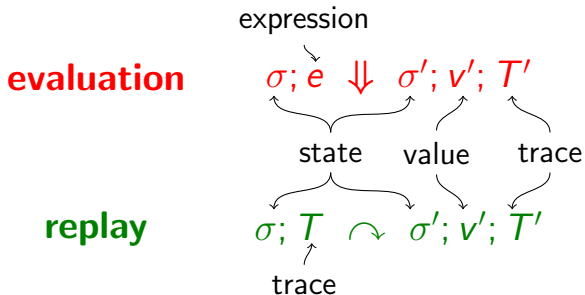 expression
evaluation σ; e ⇓ σ′; v′; T′
state value trace
replay σ; T ↷ σ′; v′; T′
trace